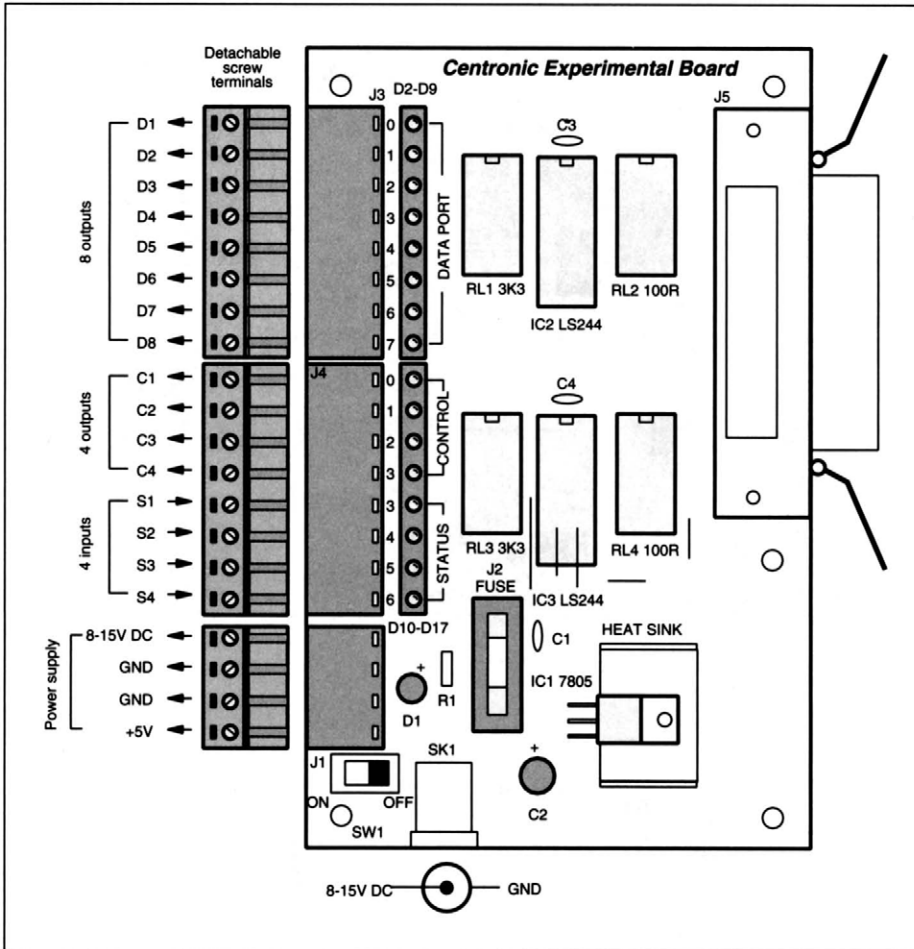 Detachable
screw
terminals
Centronic Experimental Board
J3
D2-D9
J5
8 outputs
D1
D2
D3
D4
D5
D6
D7
D8
0
1
2
3
4
5
6
7
DATA PORT
C3
RL1 3K3
IC2 LS244
RL2 100R
4 outputs
C1
C2
C3
C4
J4
0
1
2
3
CONTROL
C4
4 inputs
S1
S2
S3
S4
3
4
5
6
STATUS
RL3 3K3
IC3 LS244
RL4 100R
J2
FUSE
Power supply
8-15V DC
GND
GND
+5V
D10-D17
+
D1
R1
C1
IC1 7805
HEAT SINK
J1
ON
OFF
SW1
SK1
+
C2
8-15V DC
GND